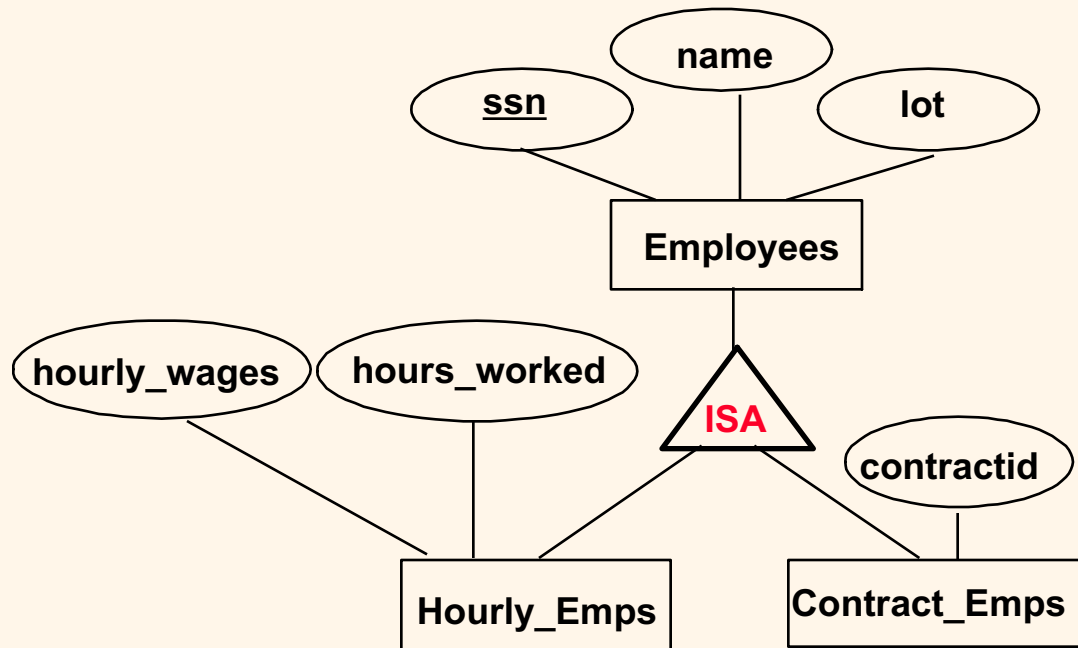 name
ssn
lot
Employees
hourly_wages
hours_worked
ISA
contractid
Hourly_Emps
Contract_Emps